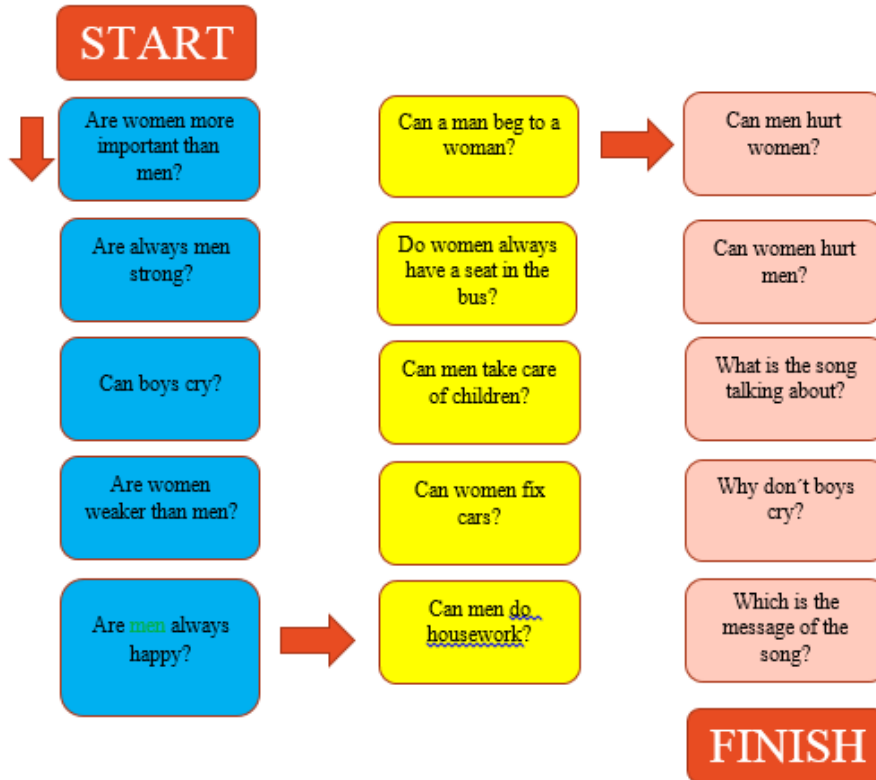 START
Are women more
important than
men?
Are always men
strong?
Can boys cry?
Are women
weaker than men?
Are men always
happy?
Can men do
housework?
Can women fix
cars?
Can men take care
of children?
Do women always
have a seat in the
bus?
Can a man beg to a
woman?
Can men hurt
women?
Can women hurt
men?
What is the song
talking about?
Why don´t boys
cry?
Which is the
message of the
song?
FINISH